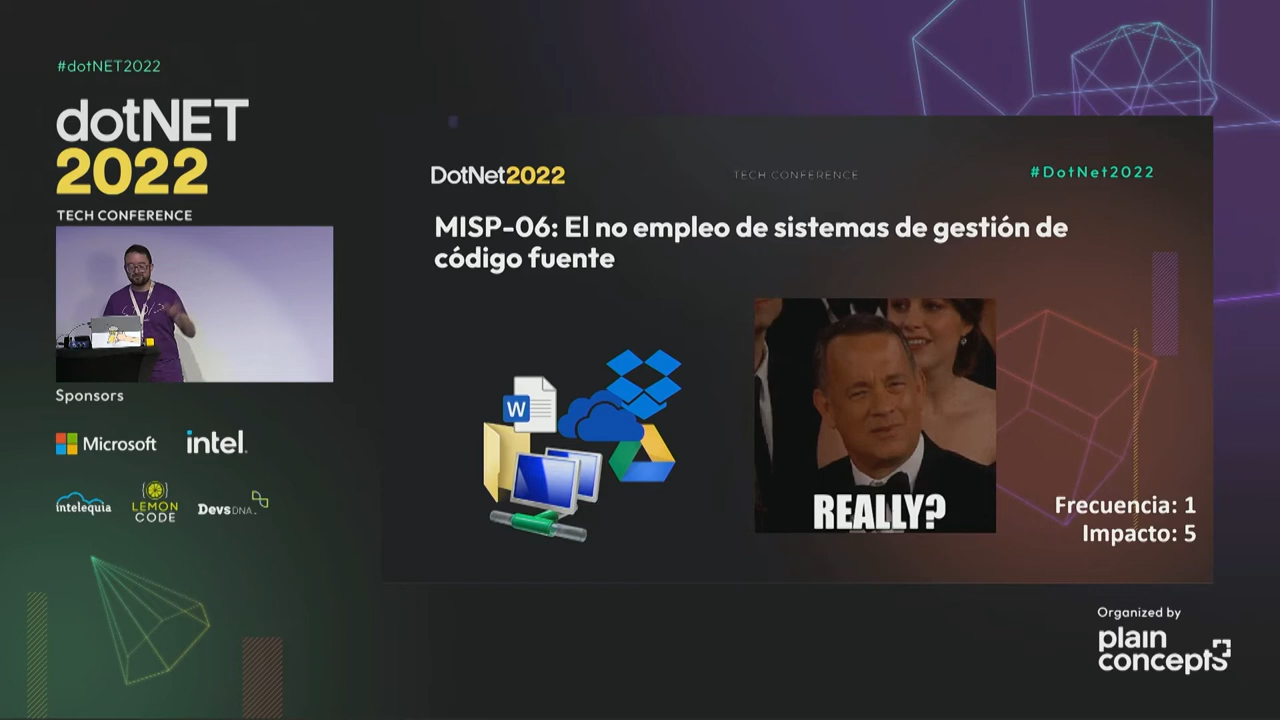 #dotNET2022
dotNET
2022
TECH CONFERENCE
Sponsors
Microsoft
intel.
intelequia
LEMON
CODE
DevsDNA
DotNet2022
TECH CONFERENCE
#DotNet2022
MISP-06: El no empleo de sistemas de gestión de
código fuente
W
REALLY?
Frecuencia: 1
Impacto: 5
Organized by
plain
concepts